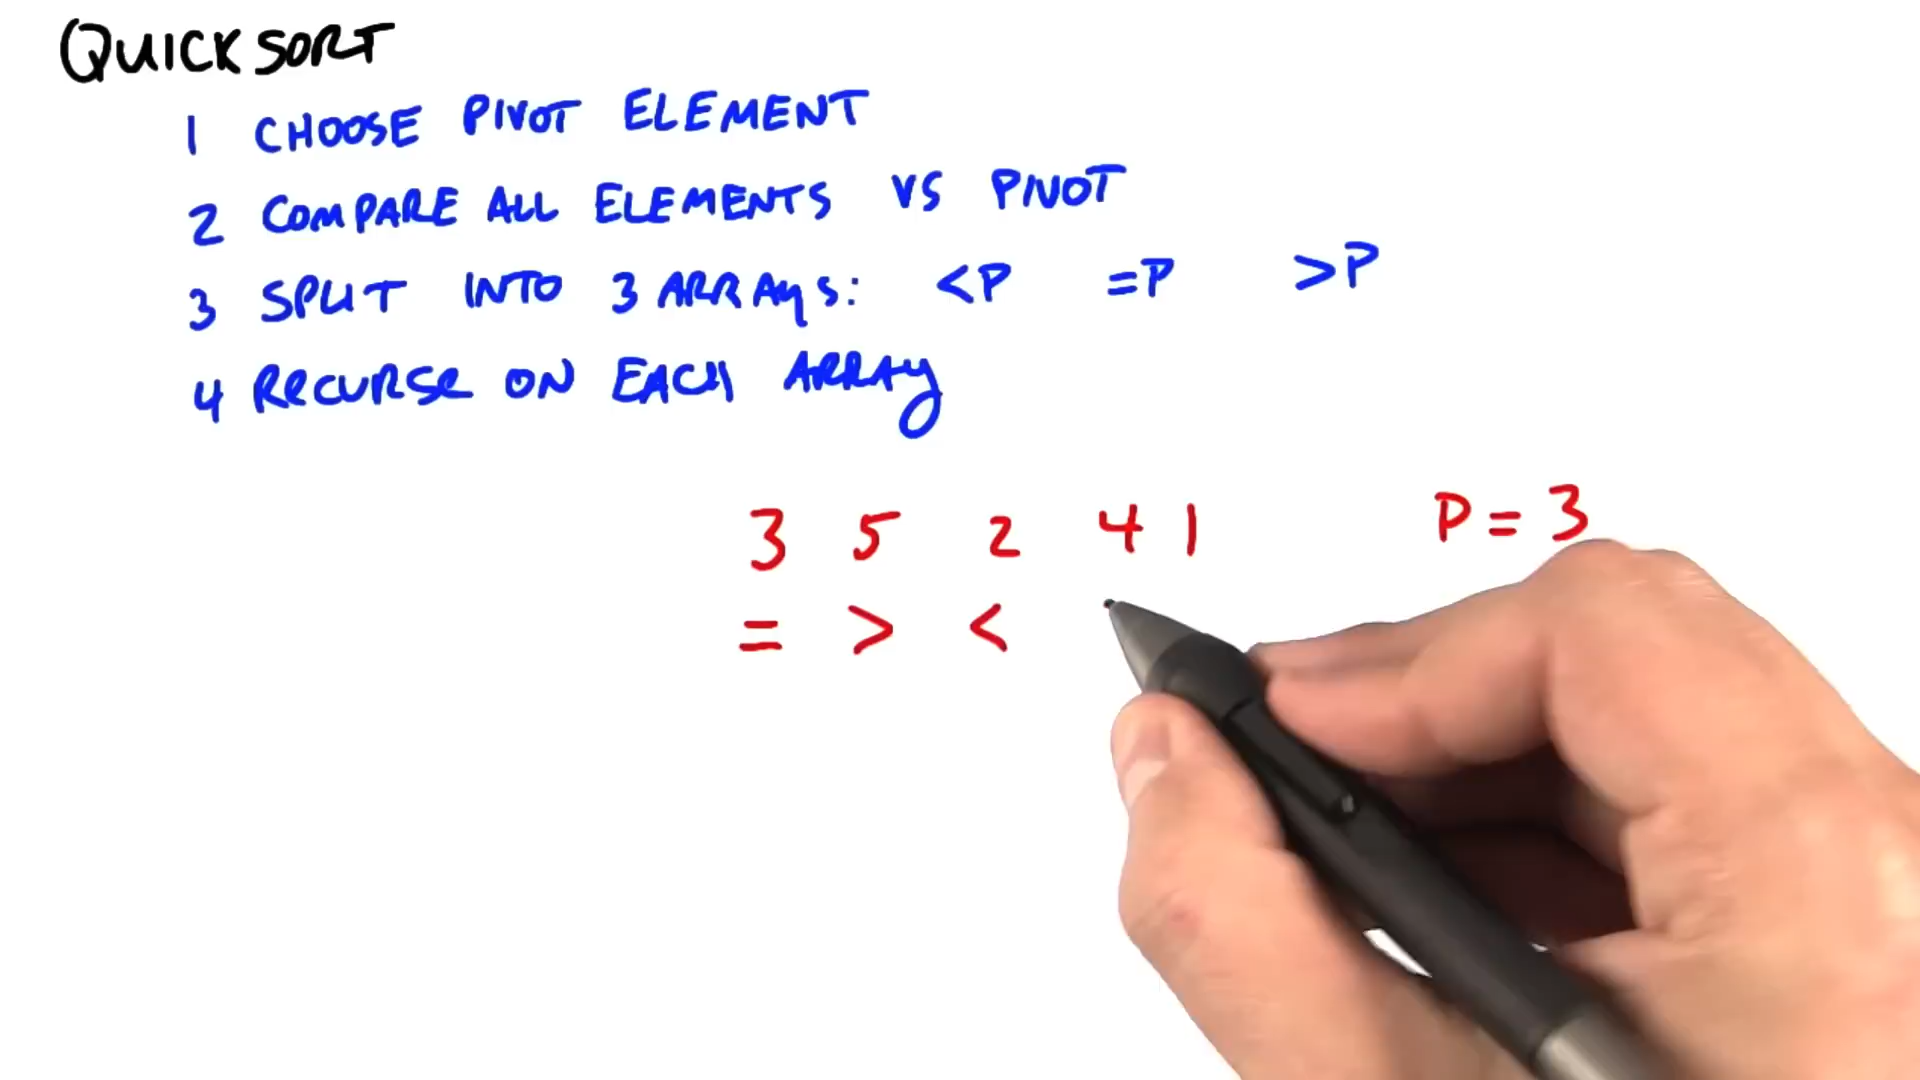 QUICKSORT
1 CHOOSE PIVOT ELEMENT
2 COMPARE ALL ELEMENTS VS PIVOT
3 SPLIT INTO 3 ARRAYS: <P =P >P
4 RECURSE ON EACH ARRAY
3 5 2 4 1 P = 3
= > <